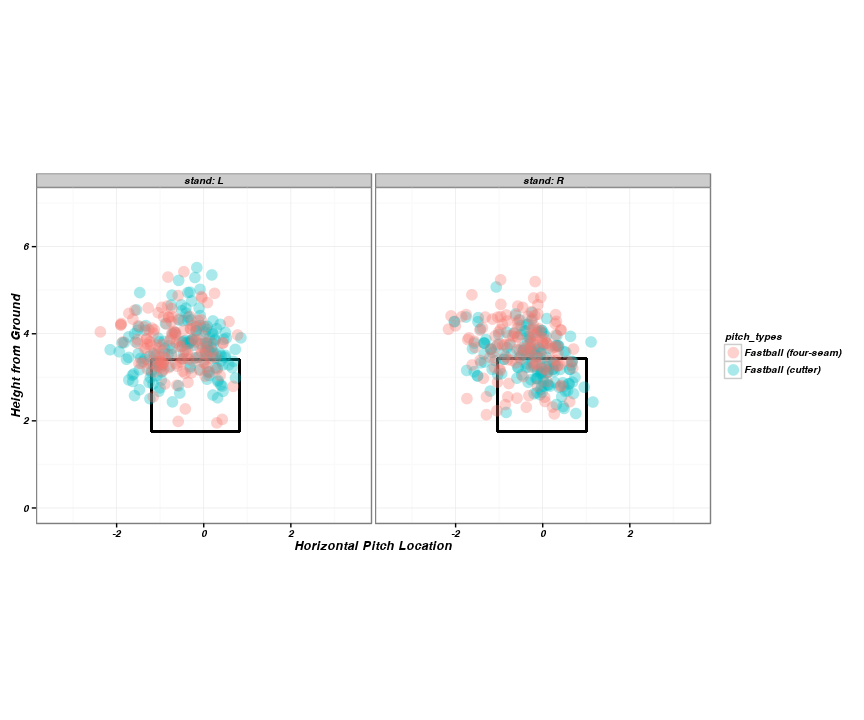 stand: L
stand: R
6
4
2
0
Height from Ground
-2
0
2
-2
0
2
Horizontal Pitch Location
pitch_types
Fastball (four-seam)
Fastball (cutter)